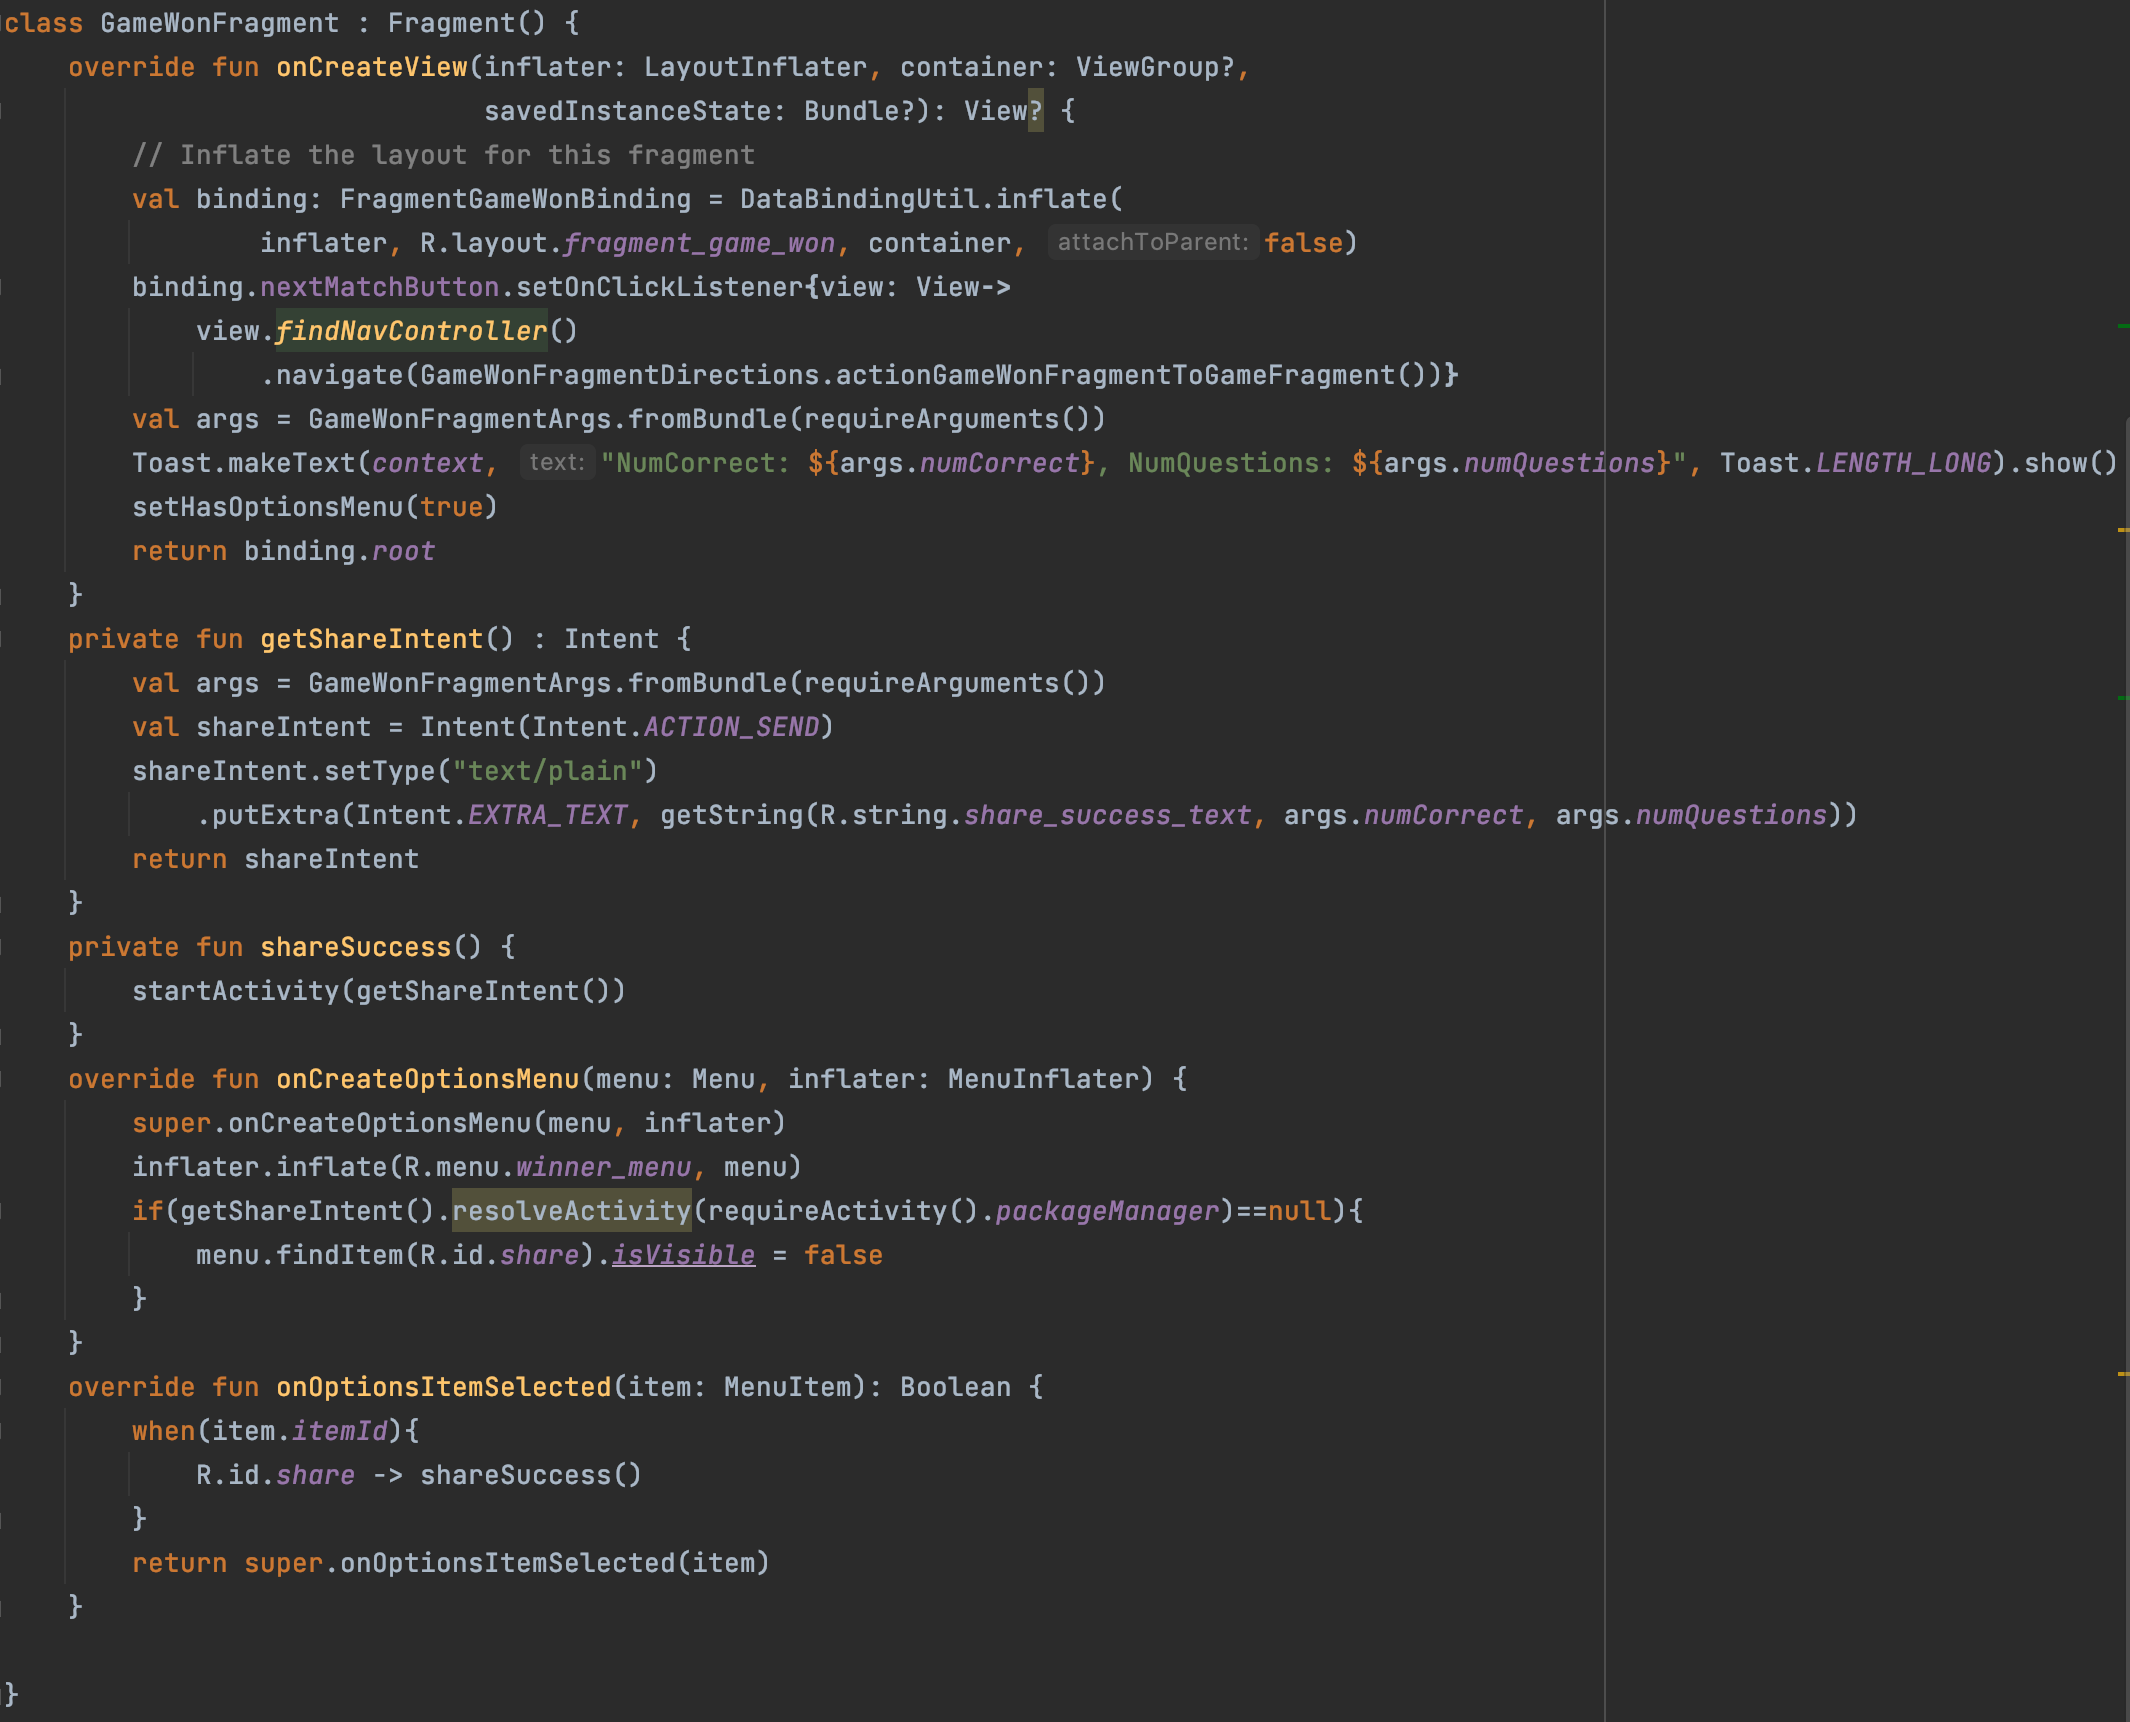 class GameWonFragment : Fragment() {
    override fun onCreateView(inflater: LayoutInflater, container: ViewGroup?,
                              savedInstanceState: Bundle?): View? {
        // Inflate the layout for this fragment
        val binding: FragmentGameWonBinding = DataBindingUtil.inflate(
                inflater, R.layout.fragment_game_won, container, attachToParent: false)
        binding.nextMatchButton.setOnClickListener{view: View->
            view.findNavController()
                .navigate(GameWonFragmentDirections.actionGameWonFragmentToGameFragment())}
        val args = GameWonFragmentArgs.fromBundle(requireArguments())
        Toast.makeText(context, text: "NumCorrect: ${args.numCorrect}, NumQuestions: ${args.numQuestions}", Toast.LENGTH_LONG).show()
        setHasOptionsMenu(true)
        return binding.root
    }
    private fun getShareIntent() : Intent {
        val args = GameWonFragmentArgs.fromBundle(requireArguments())
        val shareIntent = Intent(Intent.ACTION_SEND)
        shareIntent.setType("text/plain")
            .putExtra(Intent.EXTRA_TEXT, getString(R.string.share_success_text, args.numCorrect, args.numQuestions))
        return shareIntent
    }
    private fun shareSuccess() {
        startActivity(getShareIntent())
    }
    override fun onCreateOptionsMenu(menu: Menu, inflater: MenuInflater) {
        super.onCreateOptionsMenu(menu, inflater)
        inflater.inflate(R.menu.winner_menu, menu)
        if(getShareIntent().resolveActivity(requireActivity().packageManager)==null){
            menu.findItem(R.id.share).isVisible = false
        }
    }
    override fun onOptionsItemSelected(item: MenuItem): Boolean {
        when(item.itemId){
            R.id.share -> shareSuccess()
        }
        return super.onOptionsItemSelected(item)
    }
}